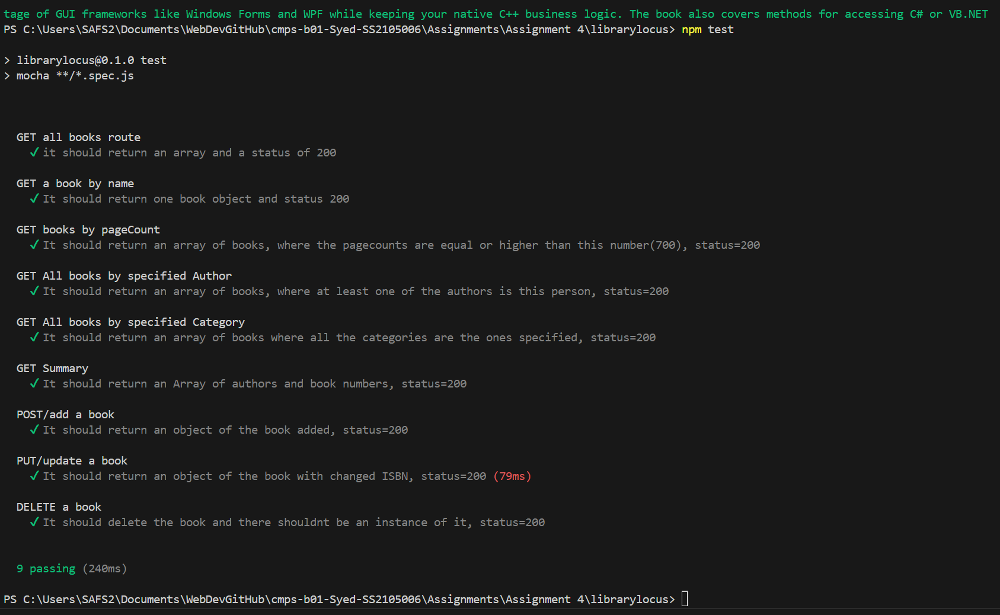 tage of GUI frameworks like Windows Forms and WPF while keeping your native C++ business logic. The book also covers methods for accessing C# or VB.NET
PS C:\Users\SAFS2\Documents\WebDevGitHub\cmps-b01-Syed-SS2105006\Assignments\Assignment 4\librarylocus> npm test
> librarylocus@0.1.0 test
> mocha **/*.spec.js
GET all books route
✓ it should return an array and a status of 200
GET a book by name
✓ It should return one book object and status 200
GET books by pageCount
✓ It should return an array of books, where the pagecounts are equal or higher than this number(700), status=200
GET All books by specified Author
✓ It should return an array of books, where at least one of the authors is this person, status=200
GET All books by specified Category
✓ It should return an array of books where all the categories are the ones specified, status=200
GET Summary
✓ It should return an Array of authors and book numbers, status=200
POST/add a book
✓ It should return an object of the book added, status=200
PUT/update a book
✓ It should return an object of the book with changed ISBN, status=200 (79ms)
DELETE a book
✓ It should delete the book and there shouldnt be an instance of it, status=200
9 passing (240ms)
PS C:\Users\SAFS2\Documents\WebDevGitHub\cmps-b01-Syed-SS2105006\Assignments\Assignment 4\librarylocus>